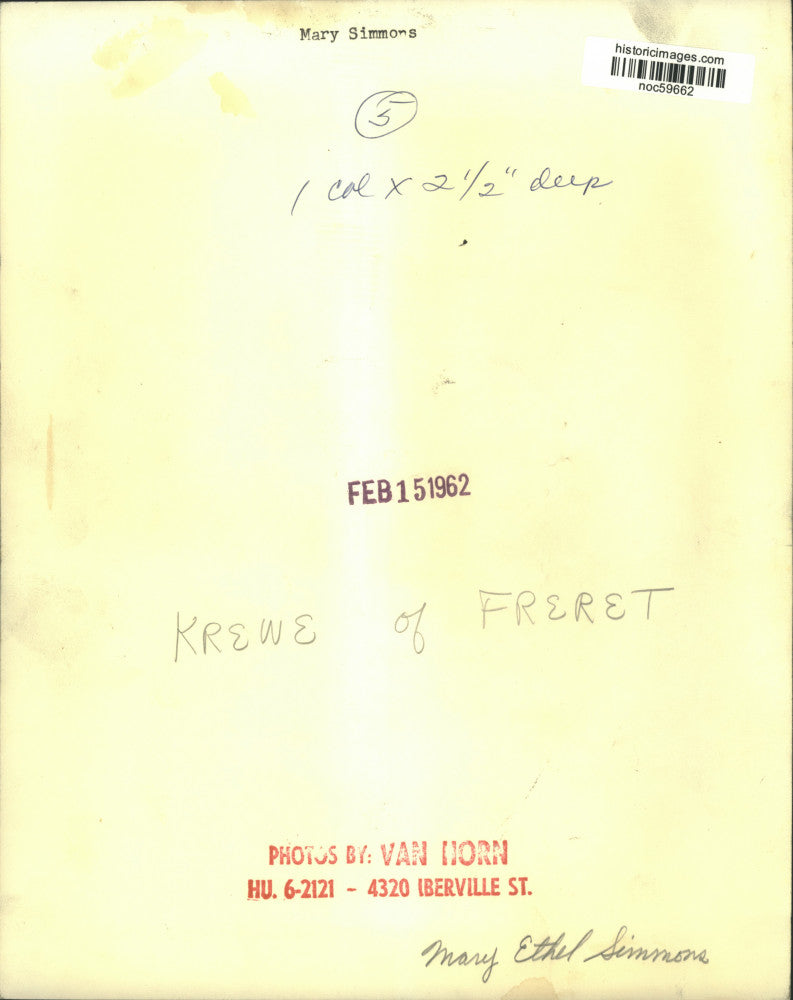 Mary Simmons
historicimages.com
noc59662
5
1 col x 2 1/2" deep
FEB 15 1962
KREWE of FRERET
PHOTOS BY: VAN HORN
HU. 6-2121 - 4320 IBERVILLE ST.
Mary Ethel Simmons